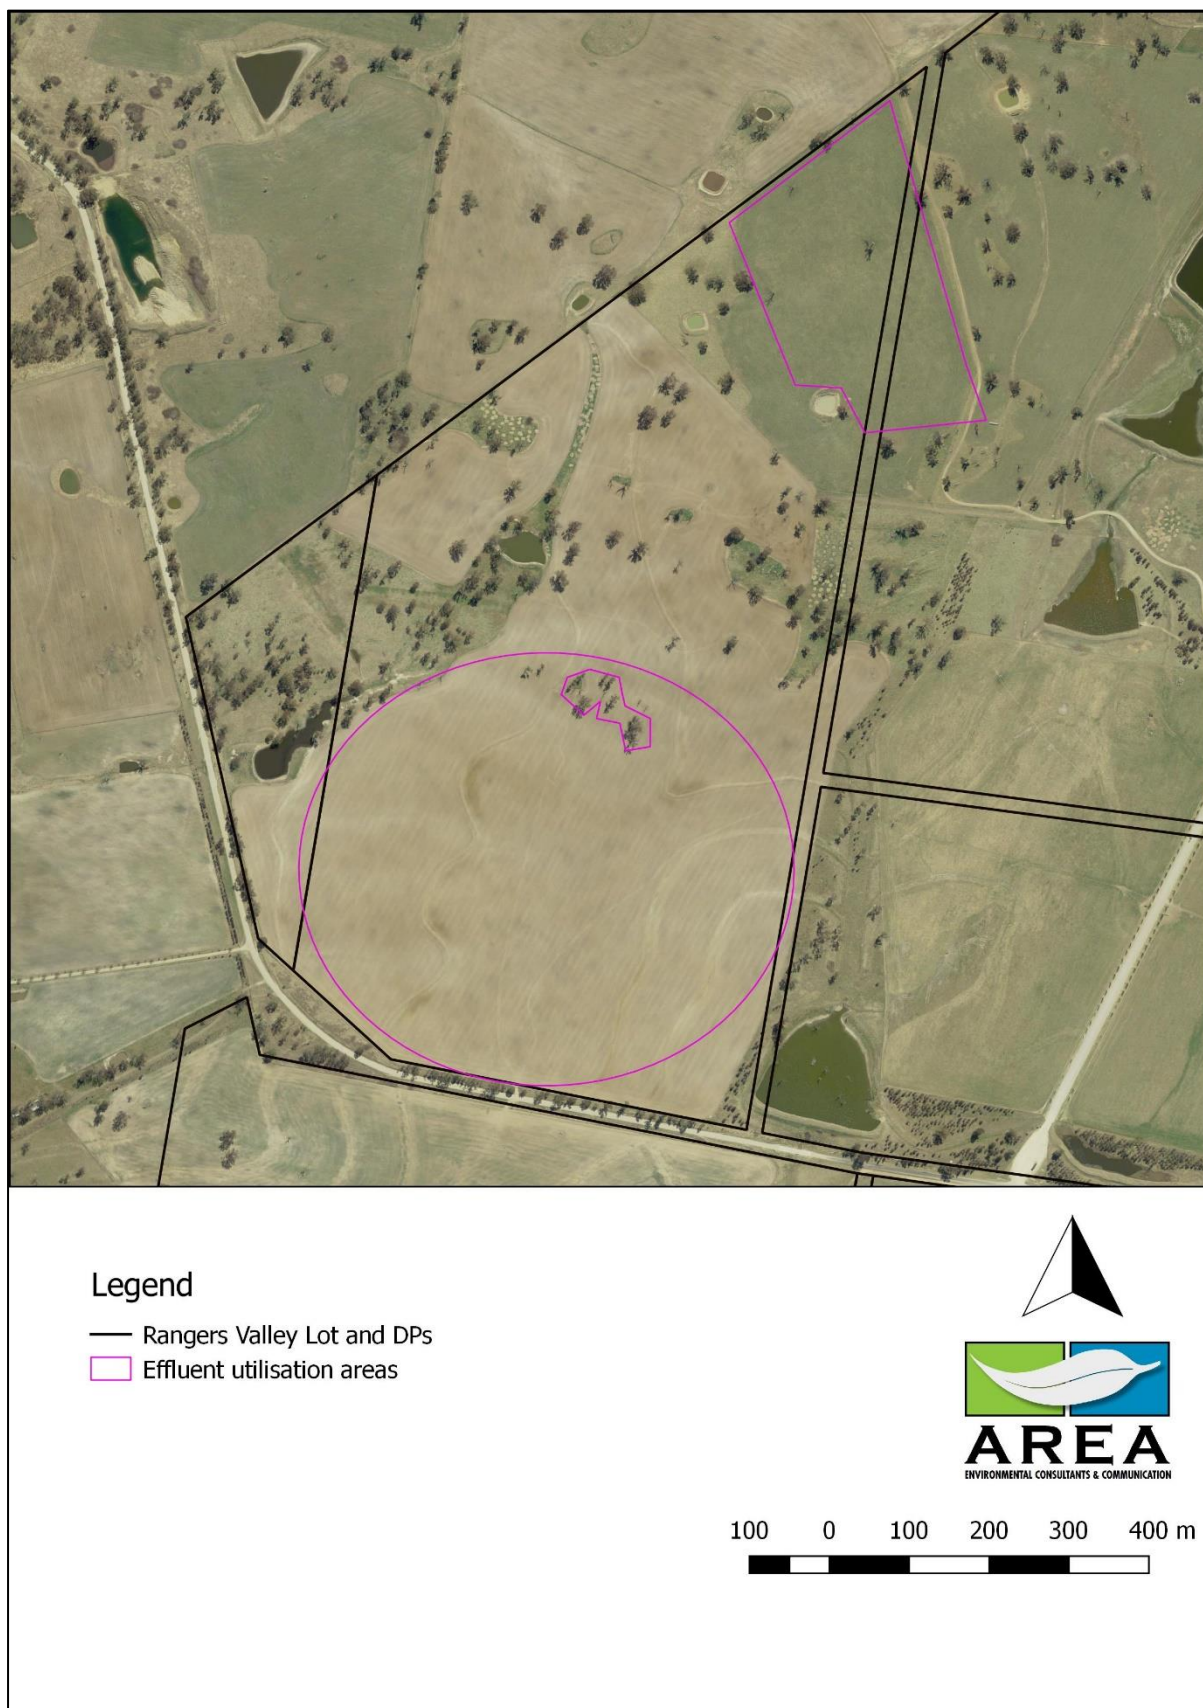 Legend
Rangers Valley Lot and DPs
Effluent utilisation areas
AREA
ENVIRONMENTAL CONSULTANTS & COMMUNICATION
100 0 100 200 300 400 m